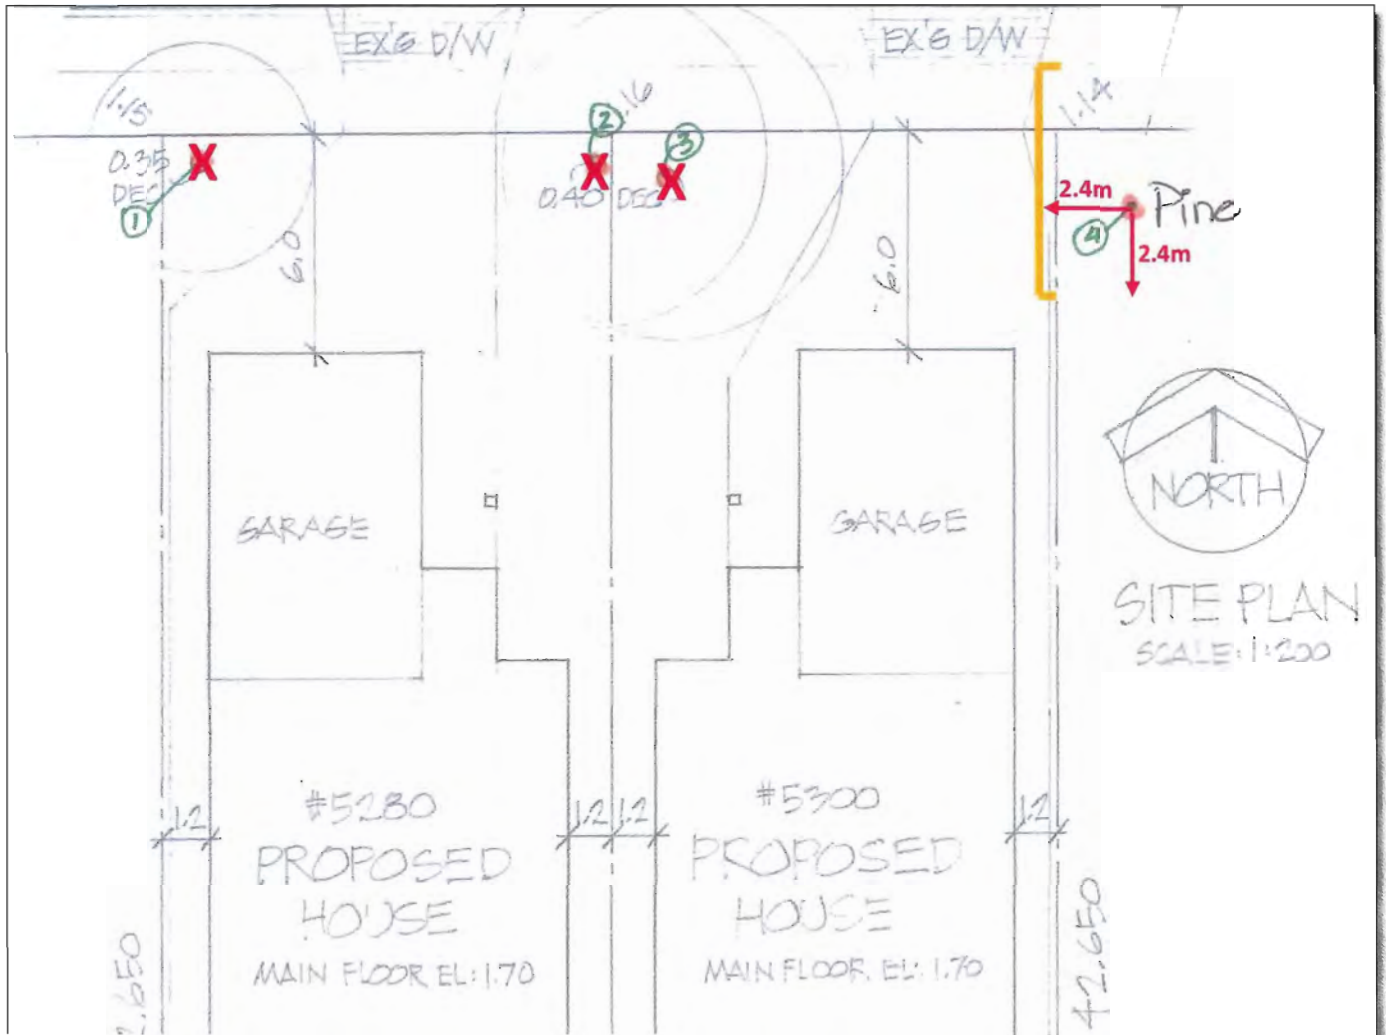 EX'G D/W
EX'G D/W
1.15
.16
1.14
2
3
0.35
DEC
1
0.40 DEC
2.4m
Pine
4
2.4m
6.0
6.0
GARAGE
GARAGE
NORTH
SITE PLAN
SCALE: 1:200
#5280
PROPOSED
HOUSE
MAIN FLOOR EL: 1.70
#5300
PROPOSED
HOUSE
MAIN FLOOR EL: 1.70
1.2
1.2
1.2
1.2
2.650
42.650